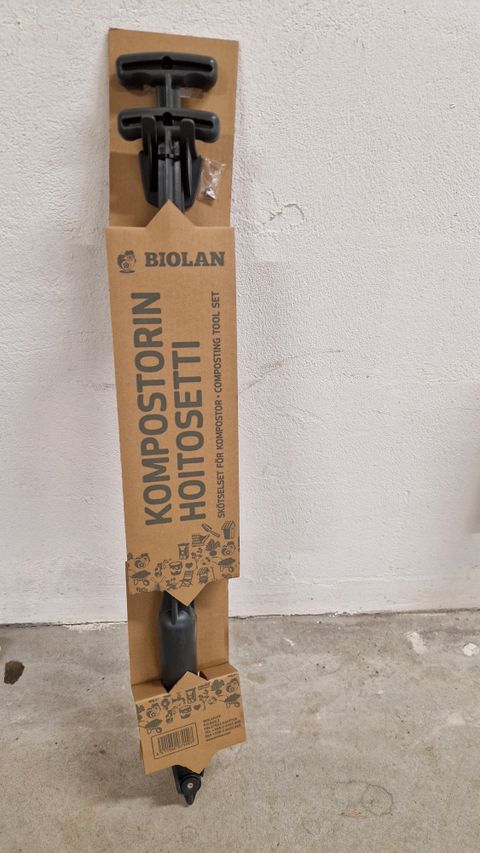 BIOLAN
KOMPOSTORIN
HOITOSETTI
SKÖTSELSET FÖR KOMPOSTOR • COMPOSTING TOOL SET